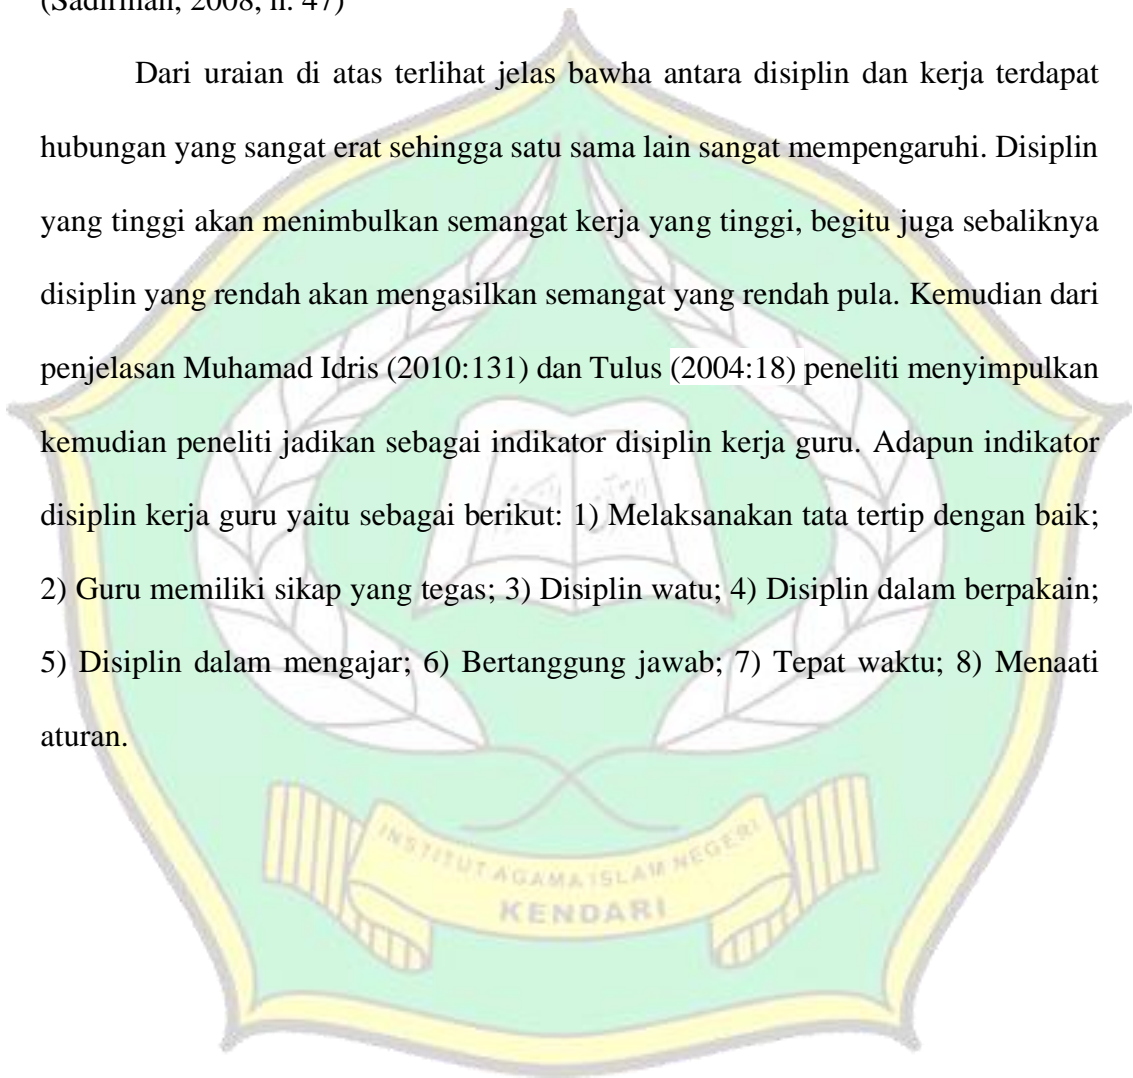 (Sadirman, 2008, h. 47)
Dari uraian di atas terlihat jelas bawha antara disiplin dan kerja terdapat
hubungan yang sangat erat sehingga satu sama lain sangat mempengaruhi. Disiplin
yang tinggi akan menimbulkan semangat kerja yang tinggi, begitu juga sebaliknya
disiplin yang rendah akan mengasilkan semangat yang rendah pula. Kemudian dari
penjelasan Muhamad Idris (2010:131) dan Tulus (2004:18) peneliti menyimpulkan
kemudian peneliti jadikan sebagai indikator disiplin kerja guru. Adapun indikator
disiplin kerja guru yaitu sebagai berikut: 1) Melaksanakan tata tertip dengan baik;
2) Guru memiliki sikap yang tegas; 3) Disiplin watu; 4) Disiplin dalam berpakain;
5) Disiplin dalam mengajar; 6) Bertanggung jawab; 7) Tepat waktu; 8) Menaati
aturan.
INSTITUT AGAMA ISLAM NEGERI
KENDARI